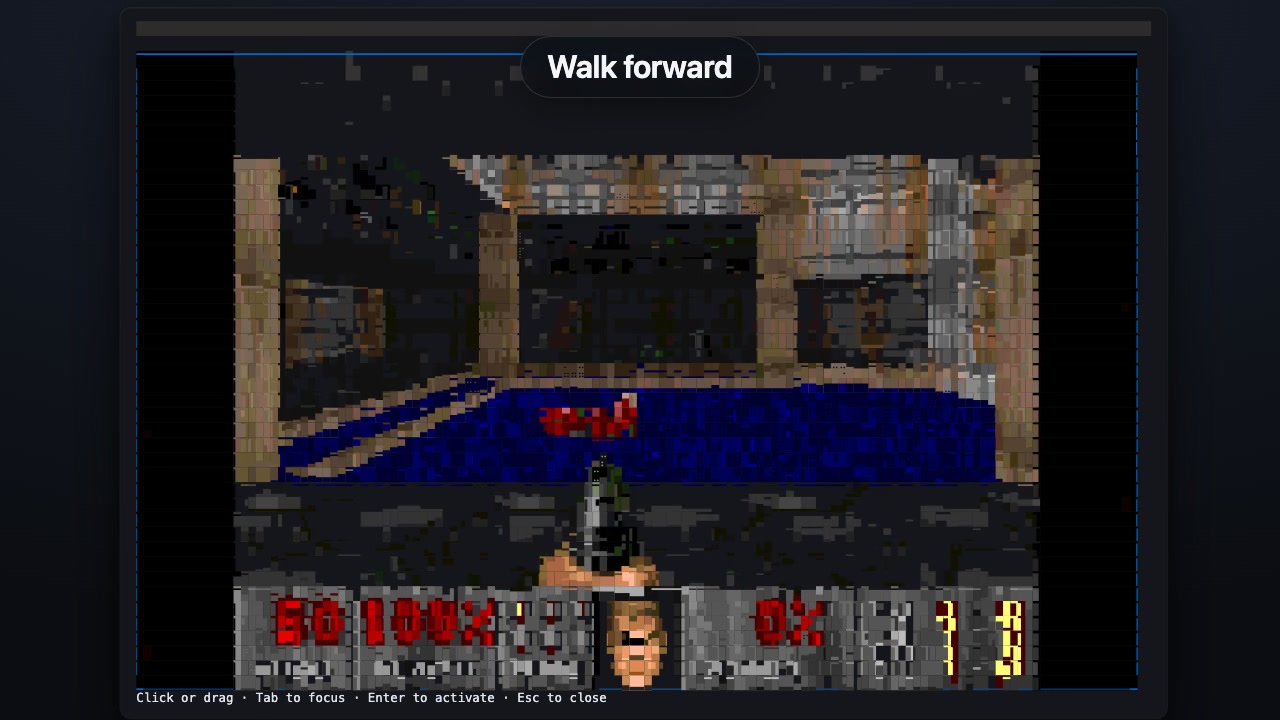 Walk forward
50 100% 0%
Click or drag · Tab to focus · Enter to activate · Esc to close